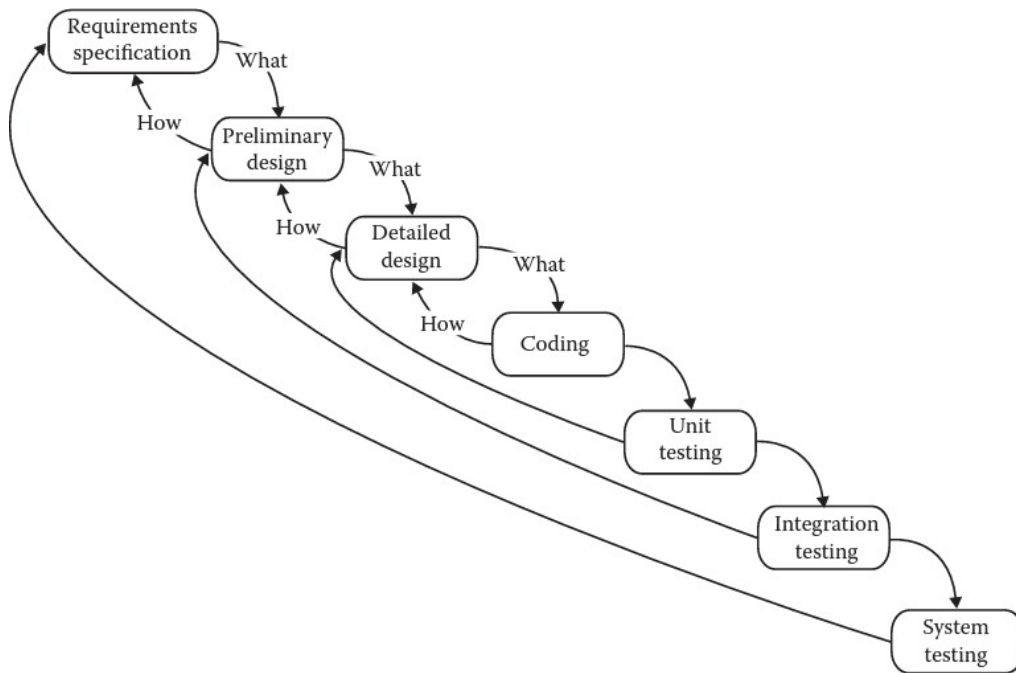 Requirements
specification
What
How
Preliminary
design
What
How
Detailed
design
What
How
Coding
Unit
testing
Integration
testing
System
testing